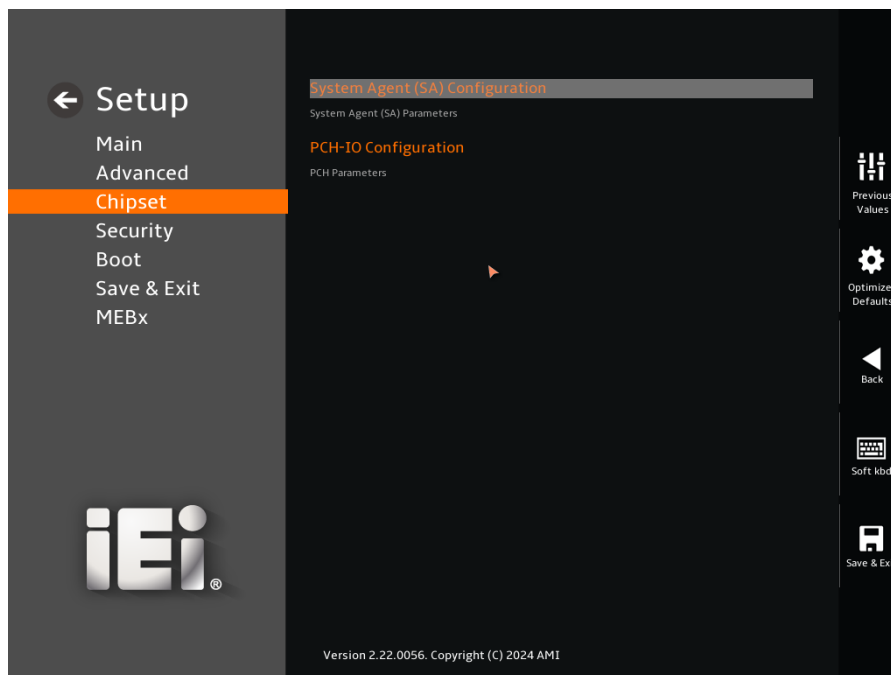 Setup
Main
Advanced
Chipset
Security
Boot
Save & Exit
MEBx
iEi®
System Agent (SA) Configuration
System Agent (SA) Parameters
PCH-IO Configuration
PCH Parameters
Previous
Values
Optimize
Defaults
Back
Soft kbd
Save & Ex
Version 2.22.0056. Copyright (C) 2024 AMI